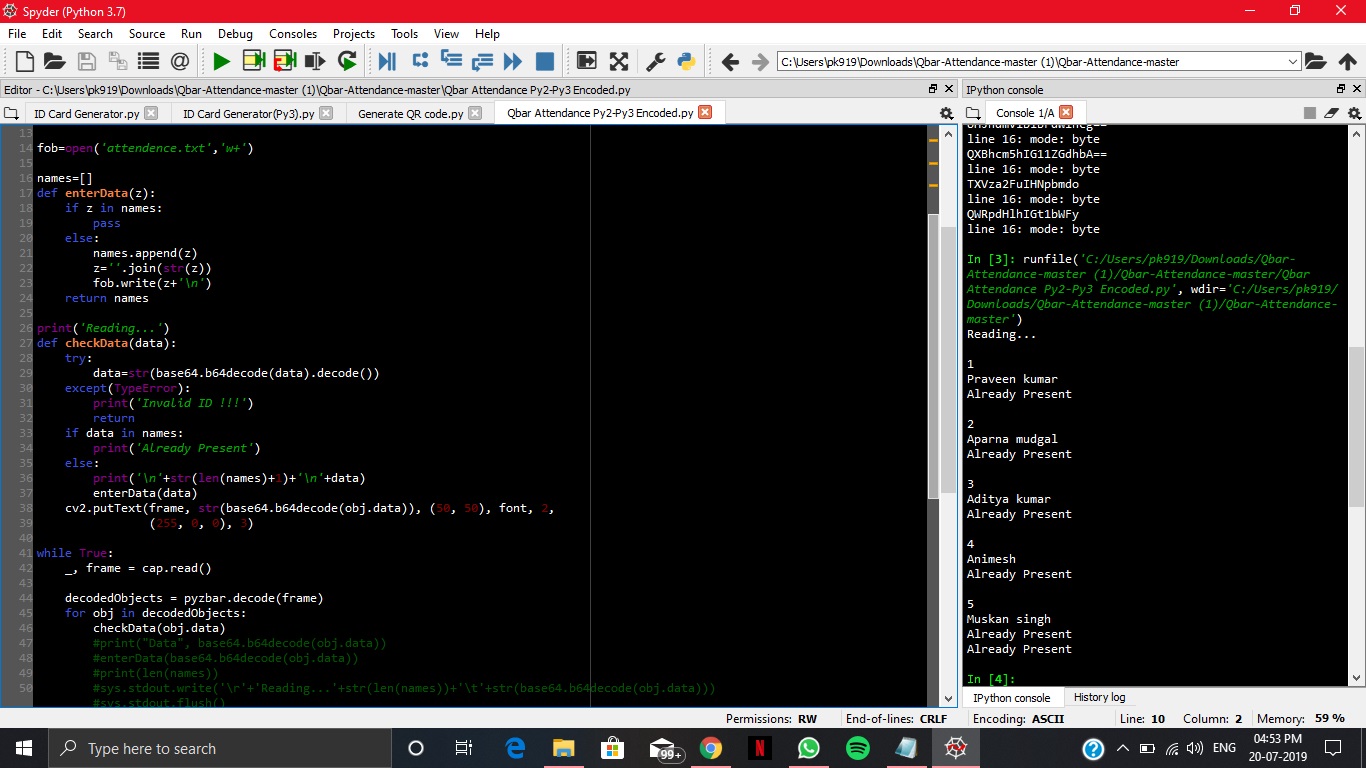 Spyder (Python 3.7)
File Edit Search Source Run Debug Consoles Projects Tools View Help
C:\Users\pk919\Downloads\Qbar-Attendance-master (1)\Qbar-Attendance-master
Editor - C:\Users\pk919\Downloads\Qbar-Attendance-master (1)\Qbar-Attendance-master\Qbar Attendance Py2-Py3 Encoded.py
ID Card Generator.py ID Card Generator(Py3).py Generate QR code.py Qbar Attendance Py2-Py3 Encoded.py
13
14 fob=open('attendence.txt','w+')
15
16 names=[]
17 def enterData(z):
18 if z in names:
19 pass
20 else:
21 names.append(z)
22 z=''.join(str(z))
23 fob.write(z+'\n')
24 return names
25
26 print('Reading...')
27 def checkData(data):
28 try:
29 data=str(base64.b64decode(data).decode())
30 except(TypeError):
31 print('Invalid ID !!!')
32 return
33 if data in names:
34 print('Already Present')
35 else:
36 print('\n'+str(len(names)+1)+'\n'+data)
37 enterData(data)
38 cv2.putText(frame, str(base64.b64decode(obj.data)), (50, 50), font, 2,
39 (255, 0, 0), 3)
40
41 while True:
42 _, frame = cap.read()
43
44 decodedObjects = pyzbar.decode(frame)
45 for obj in decodedObjects:
46 checkData(obj.data)
47 #print("Data", base64.b64decode(obj.data))
48 #enterData(base64.b64decode(obj.data))
49 #print(len(names))
50 #sys.stdout.write('\r'+'Reading...'+str(len(names))+'\t'+str(base64.b64decode(obj.data)))
#sys.stdout.flush()
IPython console
Console 1/A
line 16: mode: byte
QXBhcm5hIG11ZGdhbA==
line 16: mode: byte
TXVza2FuIHNpbmdo
line 16: mode: byte
QWRpdHlhIGt1bWFy
line 16: mode: byte
In [3]: runfile('C:/Users/pk919/Downloads/Qbar-
Attendance-master (1)/Qbar-Attendance-master/Qbar
Attendance Py2-Py3 Encoded.py', wdir='C:/Users/pk919/
Downloads/Qbar-Attendance-master (1)/Qbar-Attendance-
master')
Reading...
1
Praveen kumar
Already Present
2
Aparna mudgal
Already Present
3
Aditya kumar
Already Present
4
Animesh
Already Present
5
Muskan singh
Already Present
Already Present
In [4]:
IPython console History log
Permissions: RW End-of-lines: CRLF Encoding: ASCII Line: 10 Column: 2 Memory: 59 %
Type here to search
99+
N
ENG
04:53 PM
20-07-2019